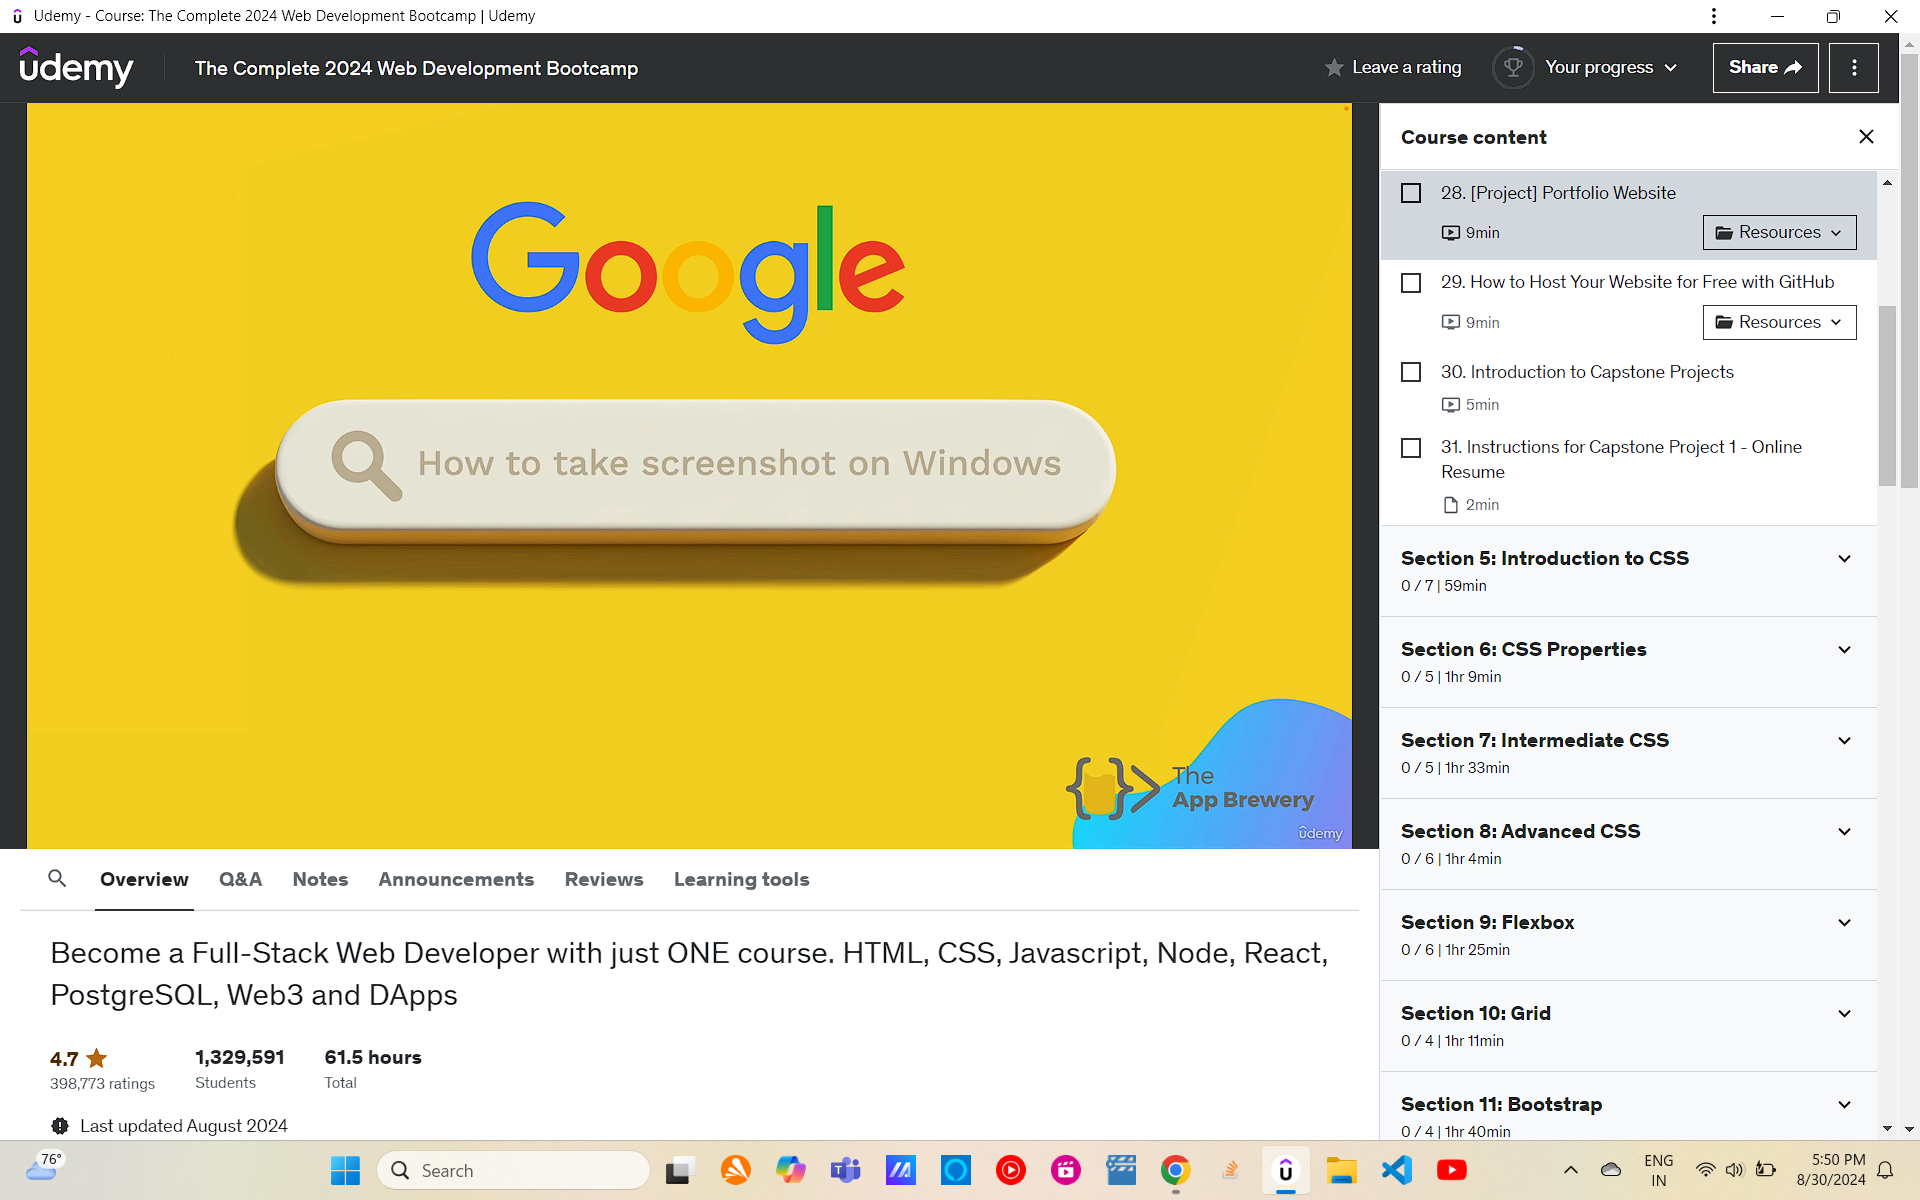 Udemy - Course: The Complete 2024 Web Development Bootcamp | Udemy
udemy
The Complete 2024 Web Development Bootcamp
Leave a rating
Your progress
Share
Google
How to take screenshot on Windows
The
App Brewery
udemy
Course content
28. [Project] Portfolio Website
9min
Resources
29. How to Host Your Website for Free with GitHub
9min
Resources
30. Introduction to Capstone Projects
5min
31. Instructions for Capstone Project 1 - Online
Resume
2min
Section 5: Introduction to CSS
0 / 7 | 59min
Section 6: CSS Properties
0 / 5 | 1hr 9min
Section 7: Intermediate CSS
0 / 5 | 1hr 33min
Section 8: Advanced CSS
0 / 6 | 1hr 4min
Section 9: Flexbox
0 / 6 | 1hr 25min
Section 10: Grid
0 / 4 | 1hr 11min
Section 11: Bootstrap
0 / 4 | 1hr 40min
Overview Q&A Notes Announcements Reviews Learning tools
Become a Full-Stack Web Developer with just ONE course. HTML, CSS, Javascript, Node, React,
PostgreSQL, Web3 and DApps
4.7 1,329,591 61.5 hours
398,773 ratings Students Total
Last updated August 2024
76°
Search
ENG
IN
5:50 PM
8/30/2024